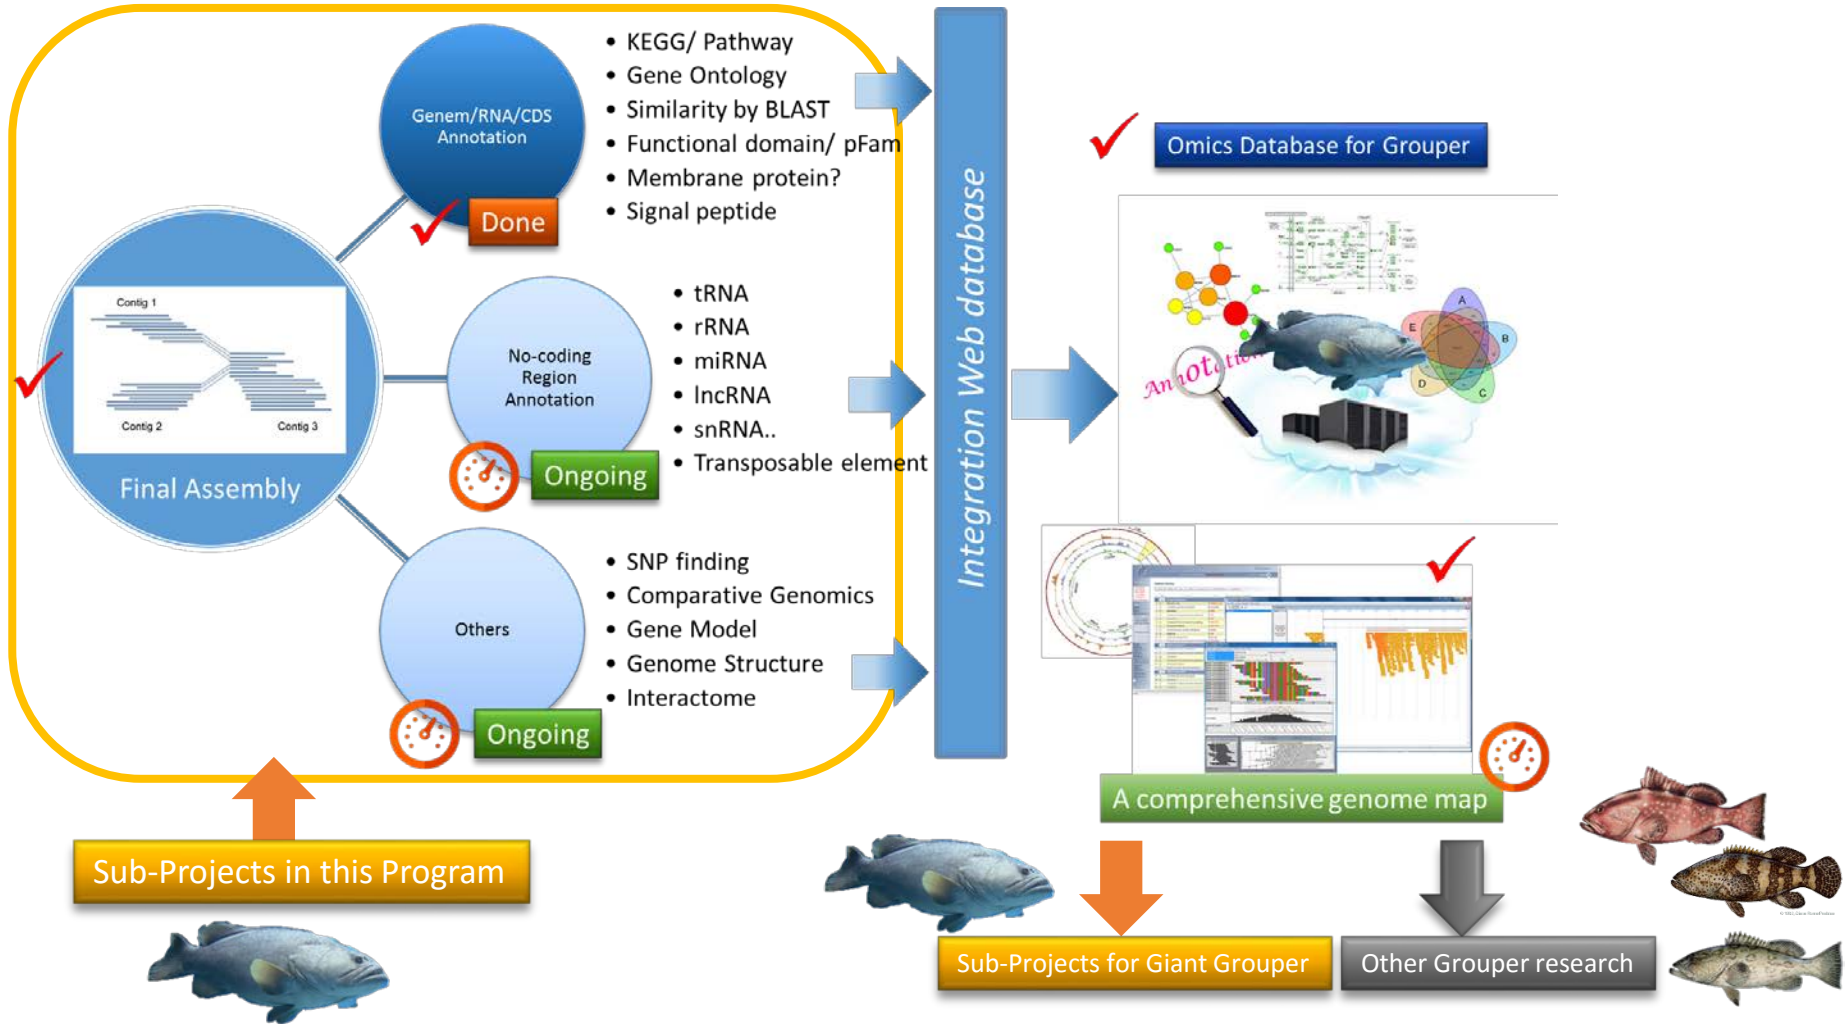 Genem/RNA/CDS
Annotation
Done
• KEGG/ Pathway
• Gene Ontology
• Similarity by BLAST
• Functional domain/ pFam
• Membrane protein?
• Signal peptide
Contig 1
Contig 2
Contig 3
Final Assembly
No-coding
Region
Annotation
Ongoing
• tRNA
• rRNA
• miRNA
• lncRNA
• snRNA..
• Transposable element
Others
Ongoing
• SNP finding
• Comparative Genomics
• Gene Model
• Genome Structure
• Interactome
Sub-Projects in this Program
Integration Web database
Omics Database for Grouper
Annotation
A
B
C
D
E
A comprehensive genome map
Sub-Projects for Giant Grouper
Other Grouper research